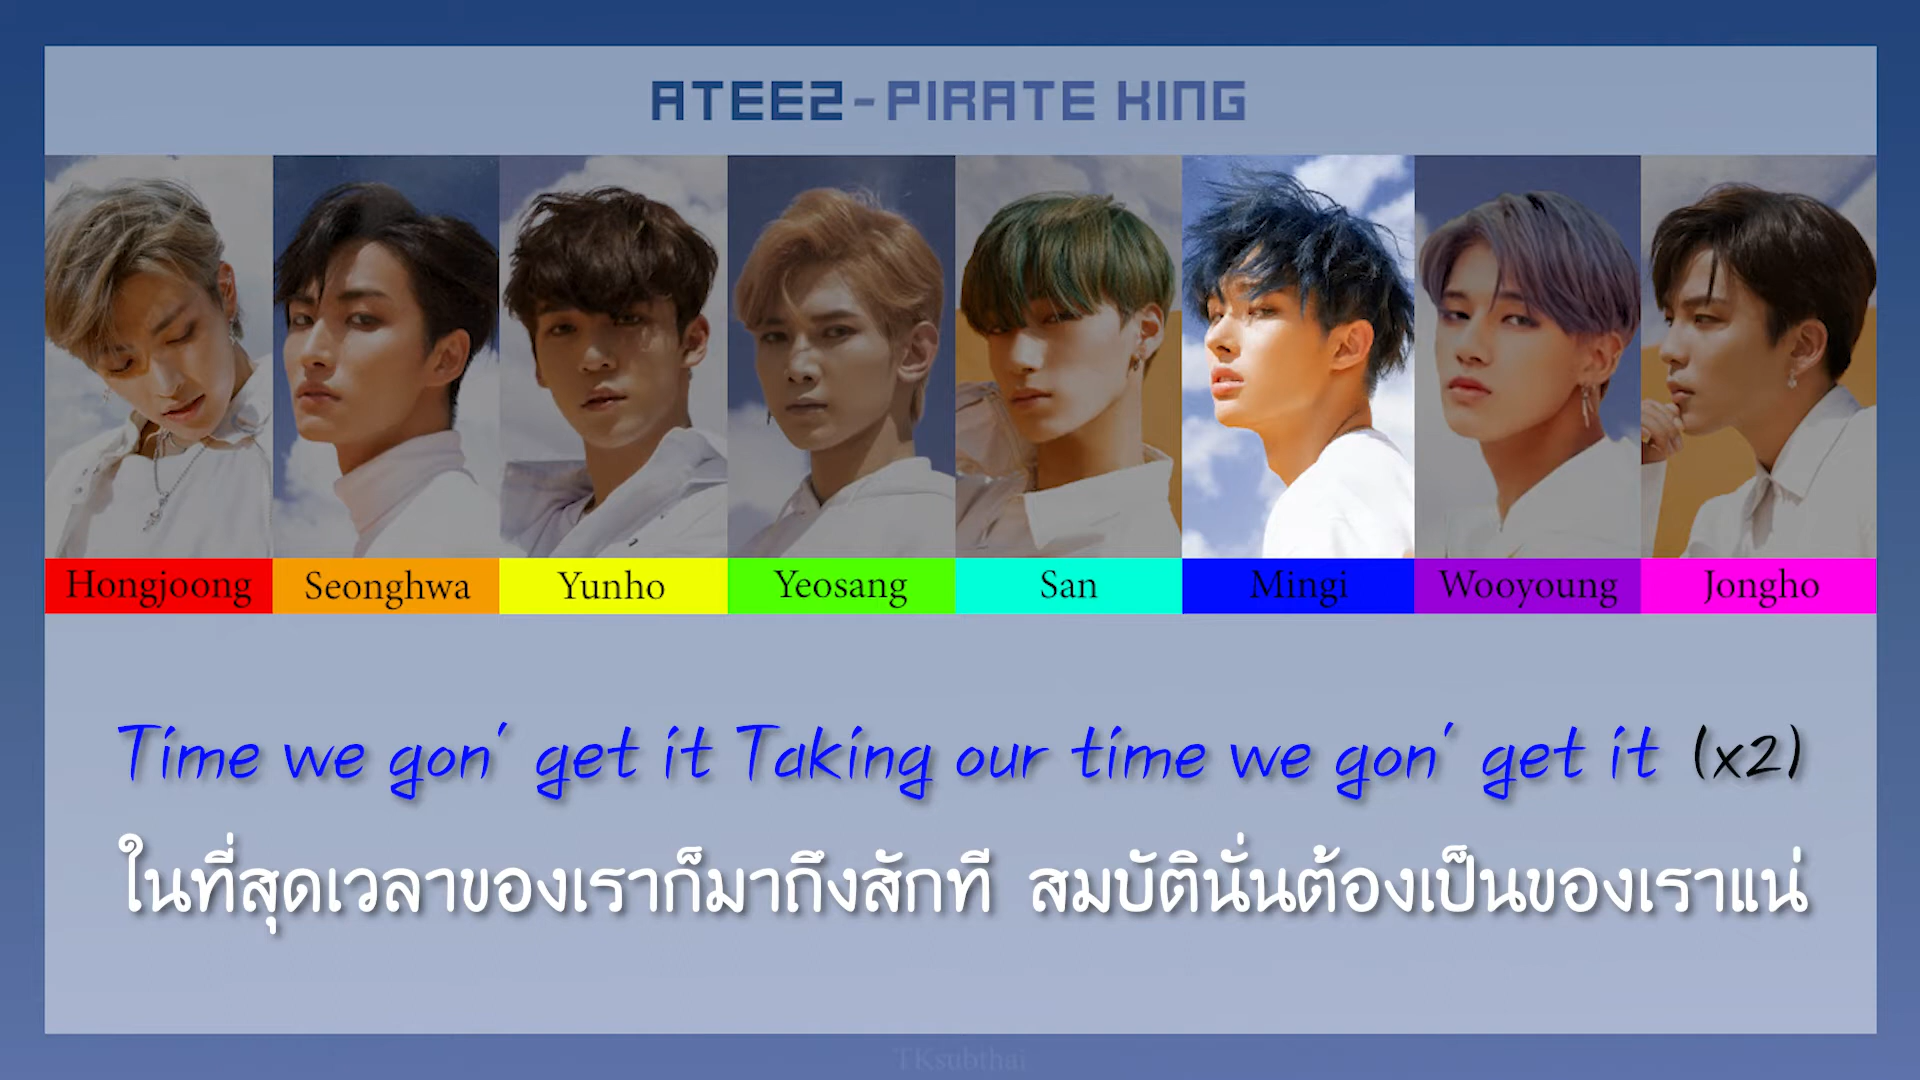 ATEEZ-PIRATE KING
Hongjoong Seonghwa Yunho Yeosang San Mingi Wooyoung Jongho
Time we gon' get it Taking our time we gon' get it (x2)
ในที่สุดเวลาของเราก็มาถึงสักที สมบัตินั่นต้องเป็นของเราแน่
TKsubthai